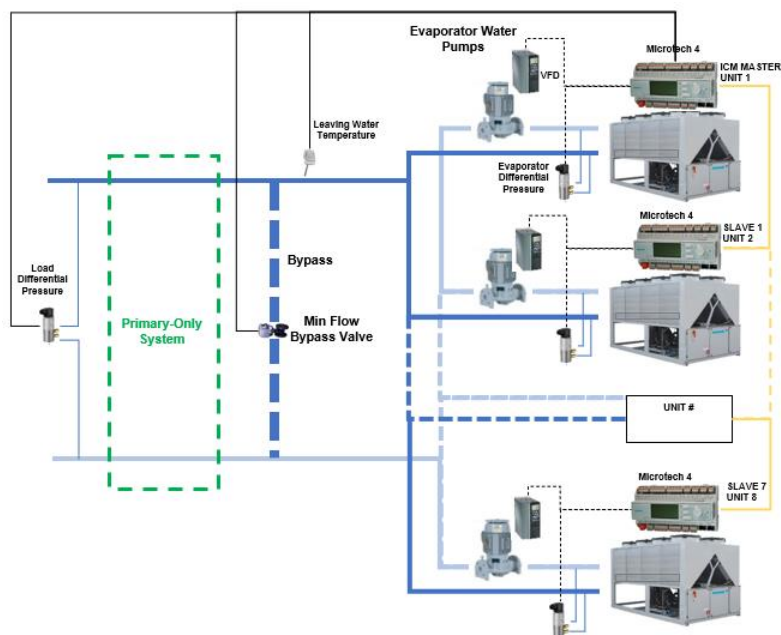 Evaporator Water
Pumps
Microtech 4
ICM MASTER
UNIT 1
VFD
Leaving Water
Temperature
Evaporator
Differential
Pressure
Microtech 4
SLAVE 1
UNIT 2
Bypass
Load
Differential
Pressure
Primary-Only
System
Min Flow
Bypass Valve
UNIT #
Microtech 4
SLAVE 7
UNIT 8